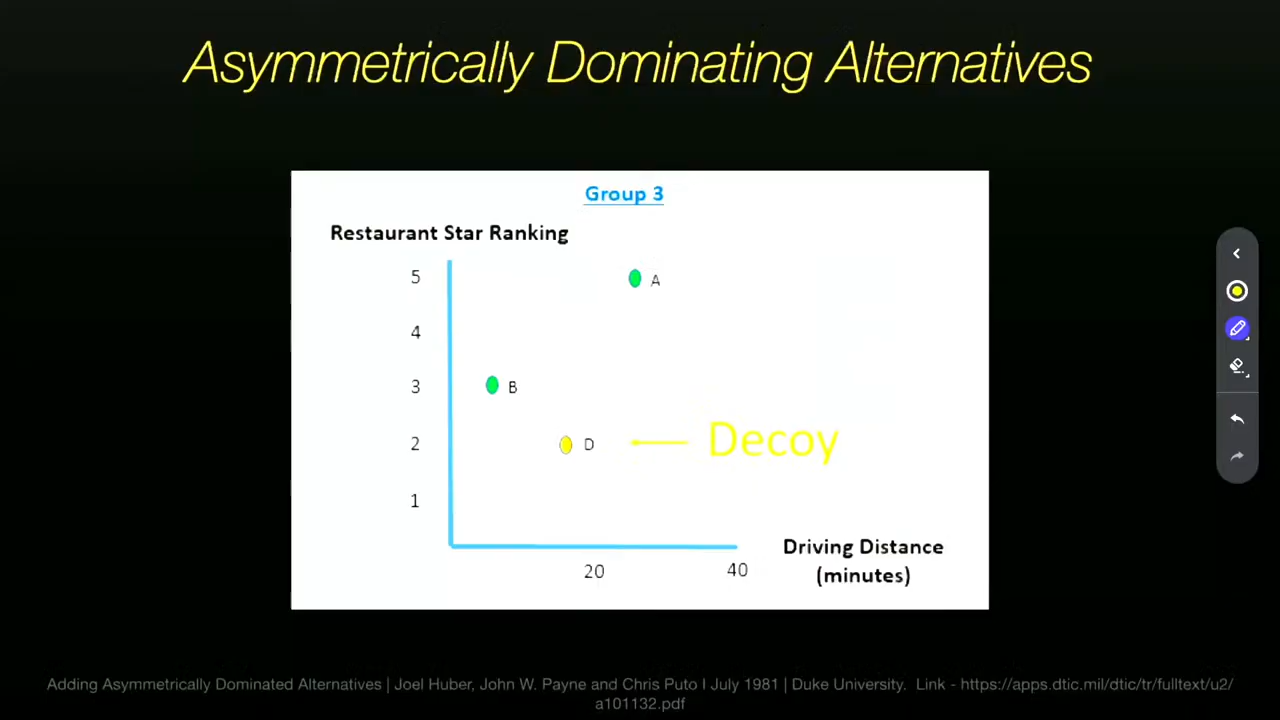 Asymmetrically Dominating Alternatives
Group 3
Restaurant Star Ranking
5
A
4
3
B
2
D
Decoy
1
20
40
Driving Distance
(minutes)
Adding Asymmetrically Dominated Alternatives | Joel Huber, John W. Payne and Chris Puto I July 1981 | Duke University. Link - https://apps.dtic.mil/dtic/tr/fulltext/u2/
a101132.pdf